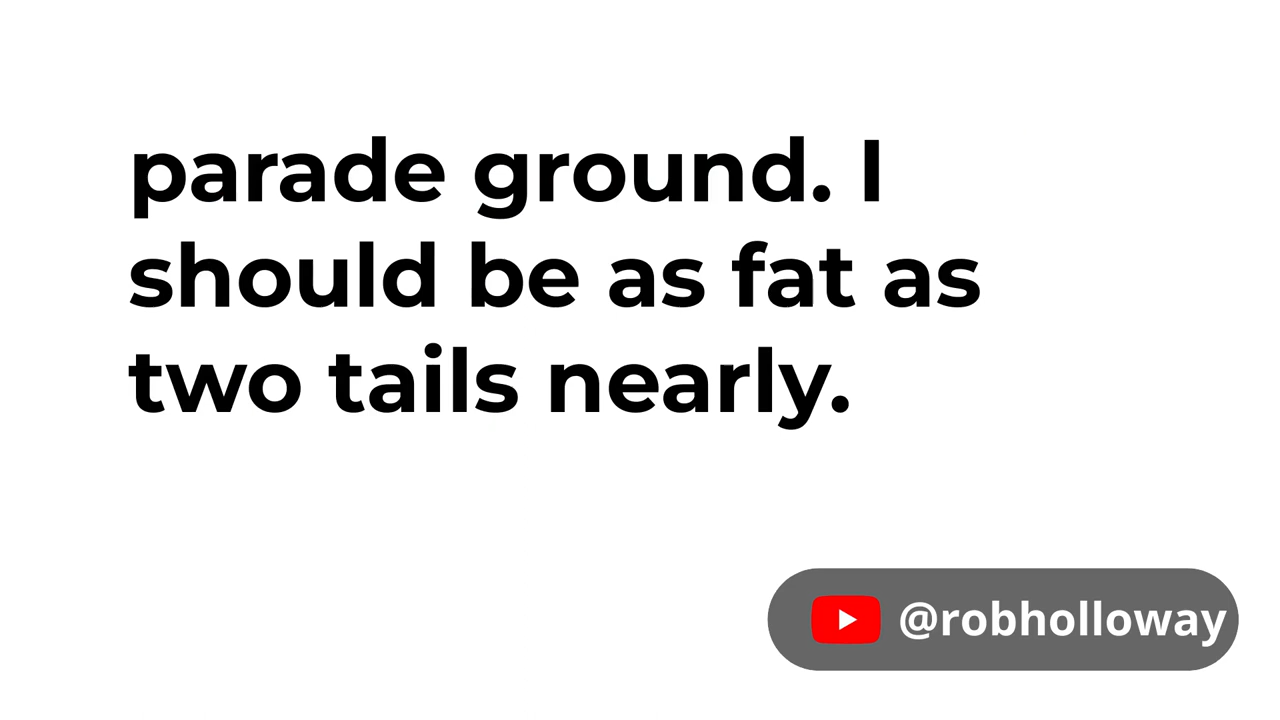 parade ground. I
should be as fat as
two tails nearly.
@robholloway